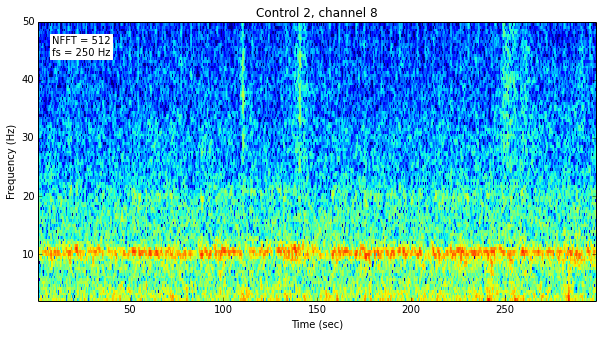 Control 2, channel 8
NFFT = 512
fs = 250 Hz
Frequency (Hz)
50
40
30
20
10
50
100
150
200
250
Time (sec)